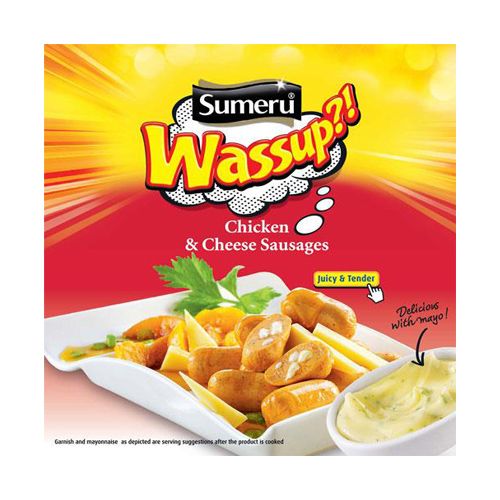 Sumeru®
Wassup?!
Chicken
& Cheese Sausages
Juicy & Tender
Delicious
with mayo!
Garnish and mayonnaise as depicted are serving suggestions after the product is cooked